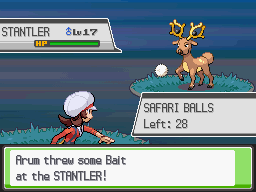 STANTLER ♂Lv17
HP
SAFARI BALLS
Left: 28
Arum threw some Bait
at the STANTLER!